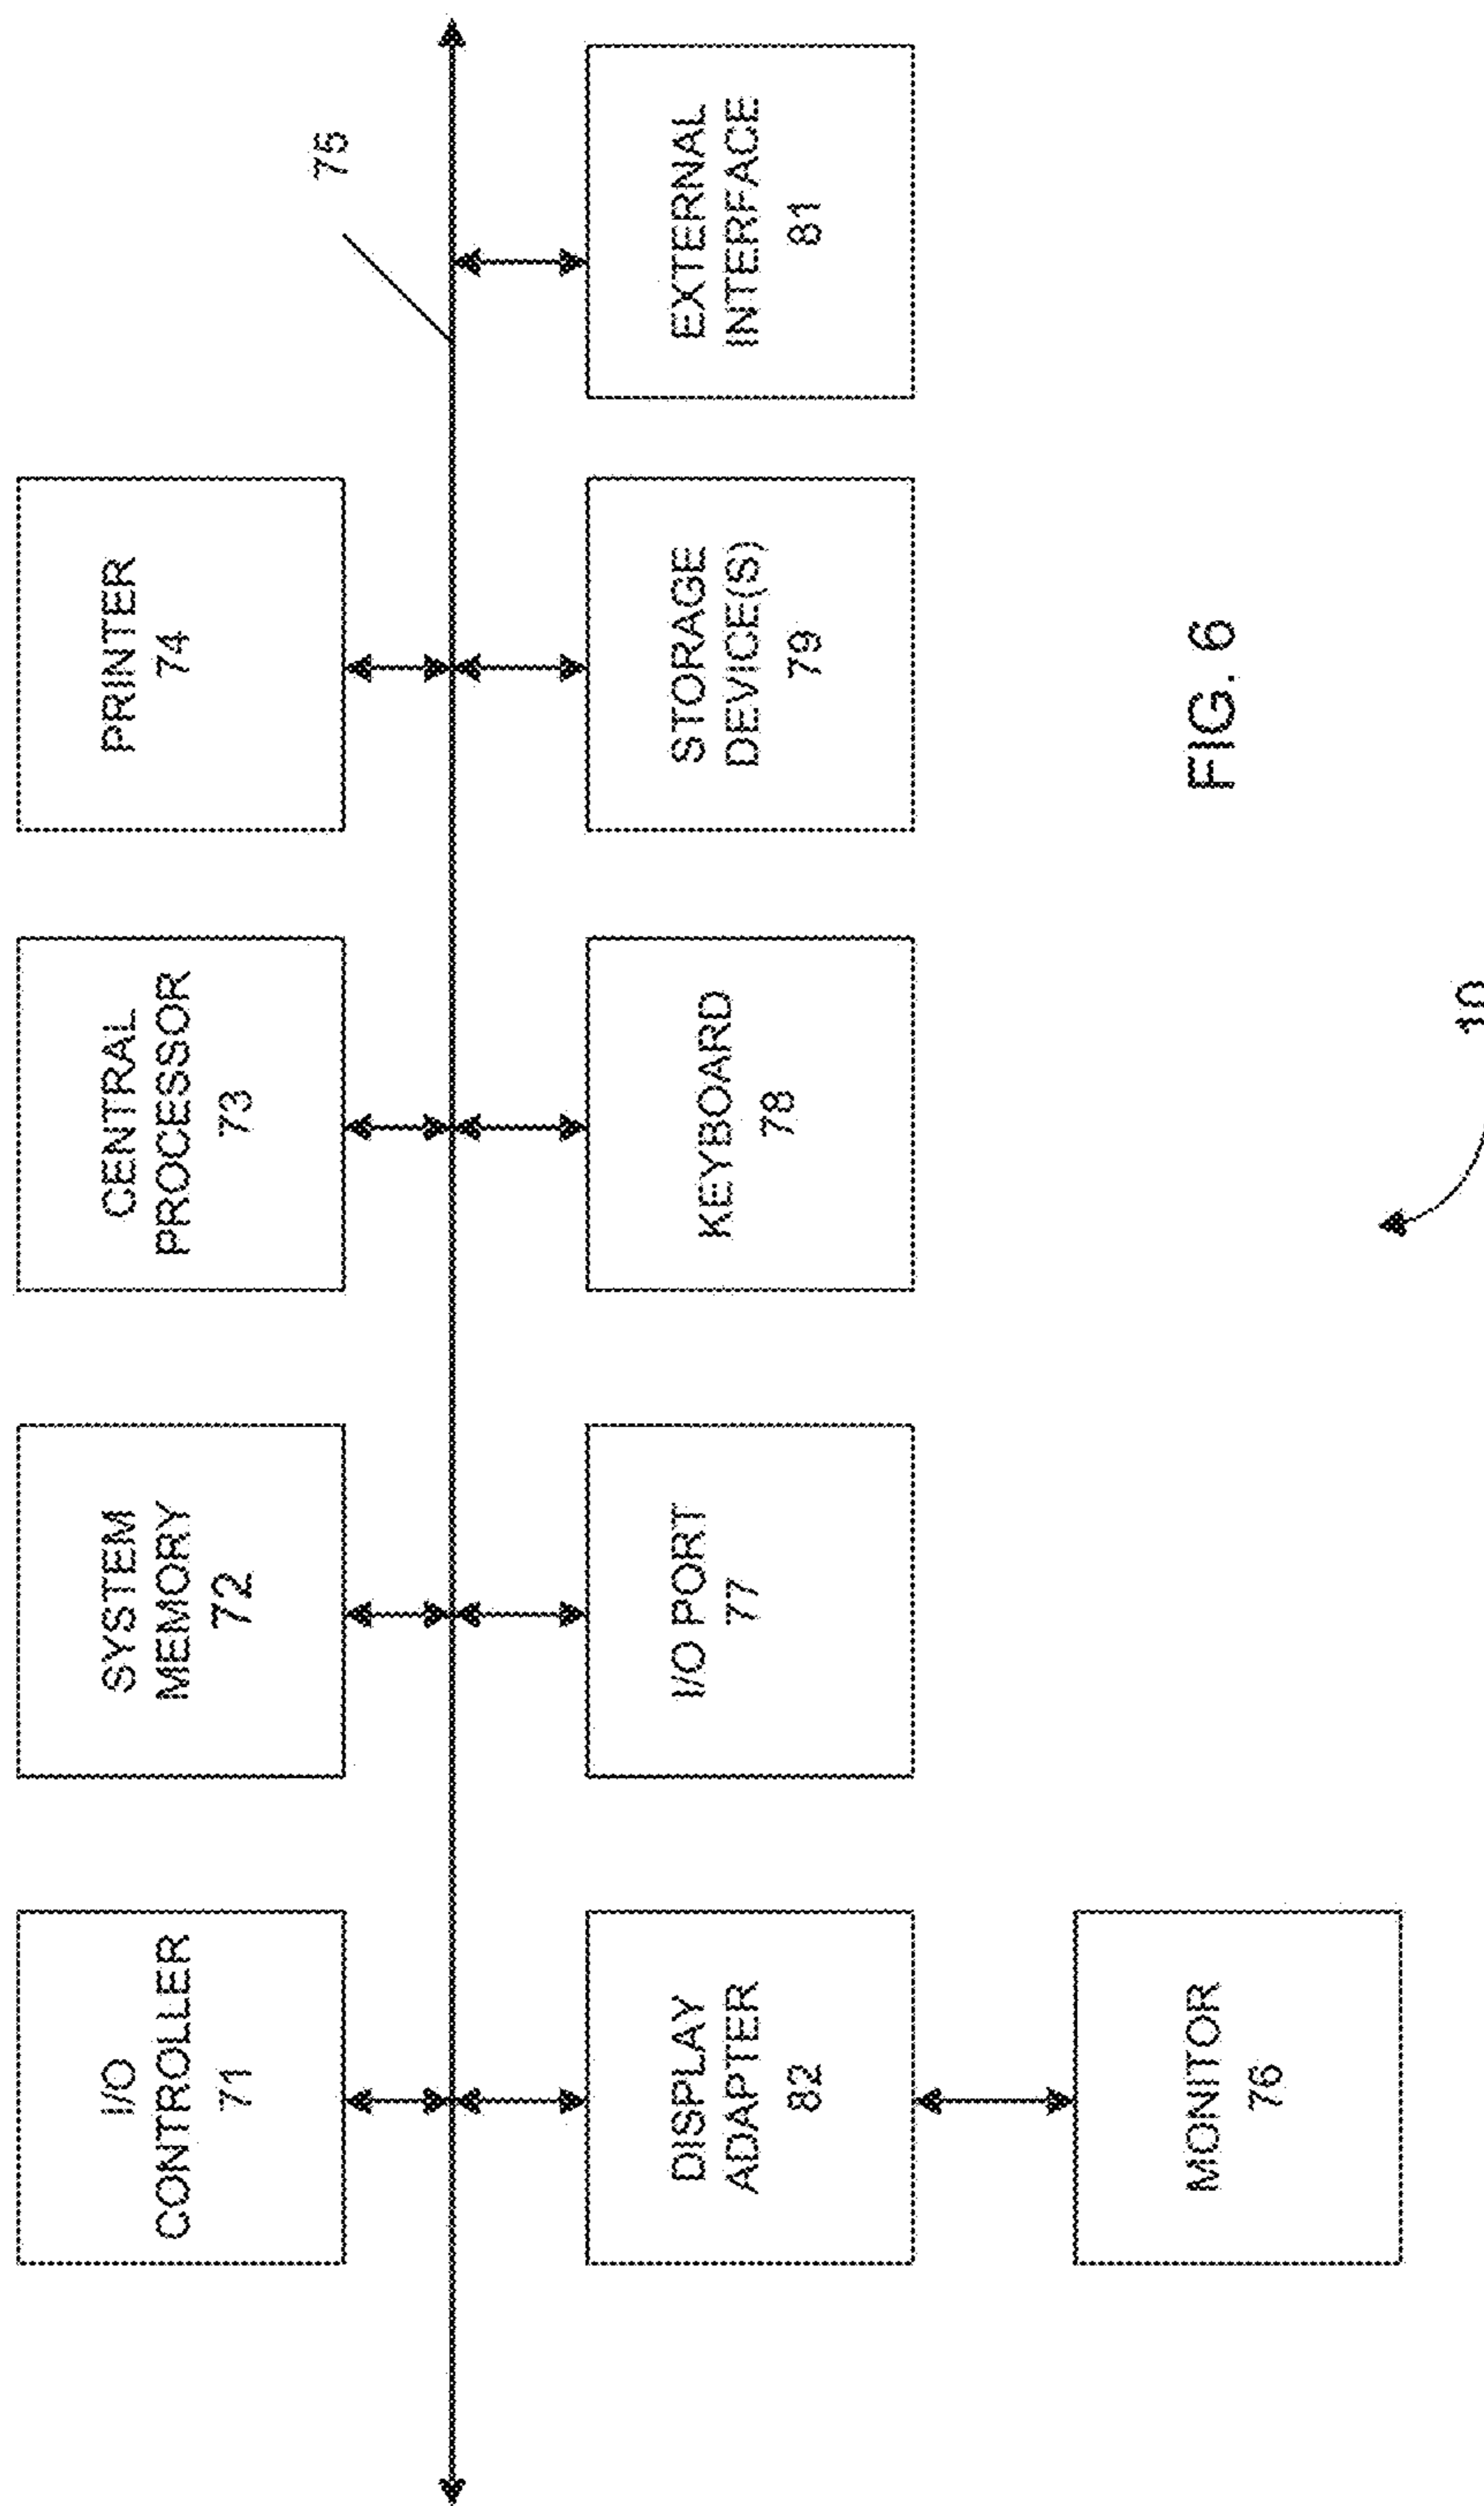 I/O
CONTROLLER
71
SYSTEM
MEMORY
72
CENTRAL
PROCESSOR
73
PRINTER
74
75
DISPLAY
ADAPTER
82
I/O PORT
77
KEYBOARD
78
STORAGE
DEVICE(S)
79
EXTERNAL
INTERFACE
81
MONITOR
76
FIG. 6
10